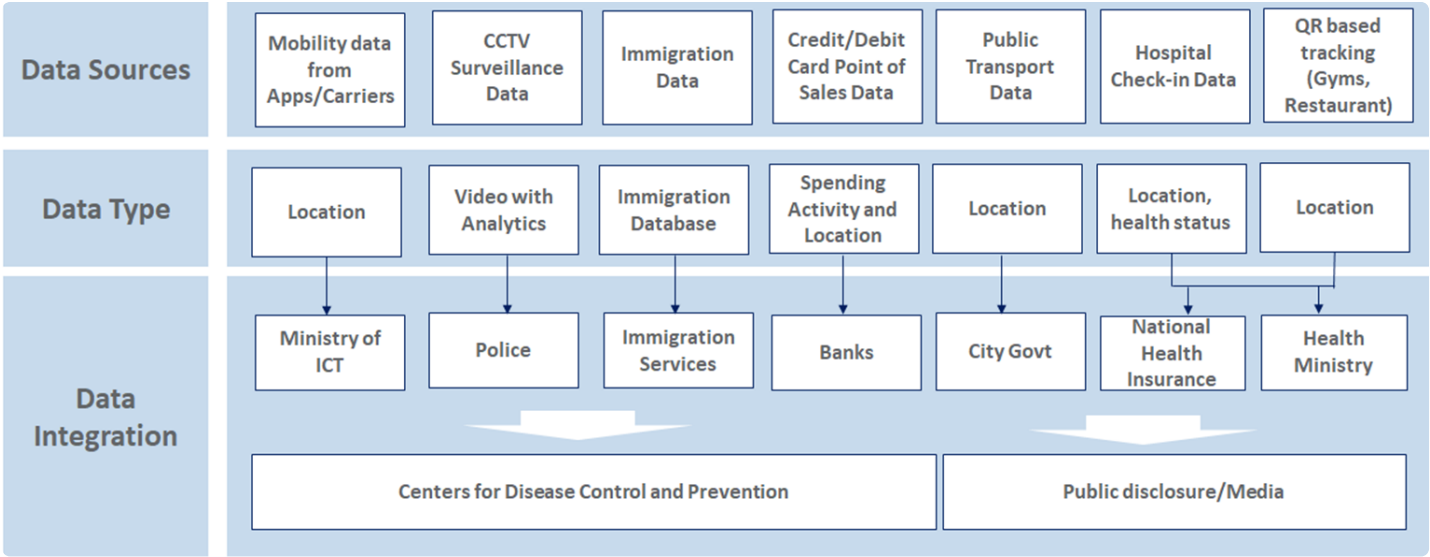 Data Sources
Mobility data
from
Apps/Carriers
CCTV
Surveillance
Data
Immigration
Data
Credit/Debit
Card Point of
Sales Data
Public
Transport
Data
Hospital
Check-in Data
QR based
tracking
(Gyms,
Restaurant)
Data Type
Location
Video with
Analytics
Immigration
Database
Spending
Activity and
Location
Location
Location,
health status
Location
Data
Integration
Ministry of
ICT
Police
Immigration
Services
Banks
City Govt
National
Health
Insurance
Health
Ministry
Centers for Disease Control and Prevention
Public disclosure/Media